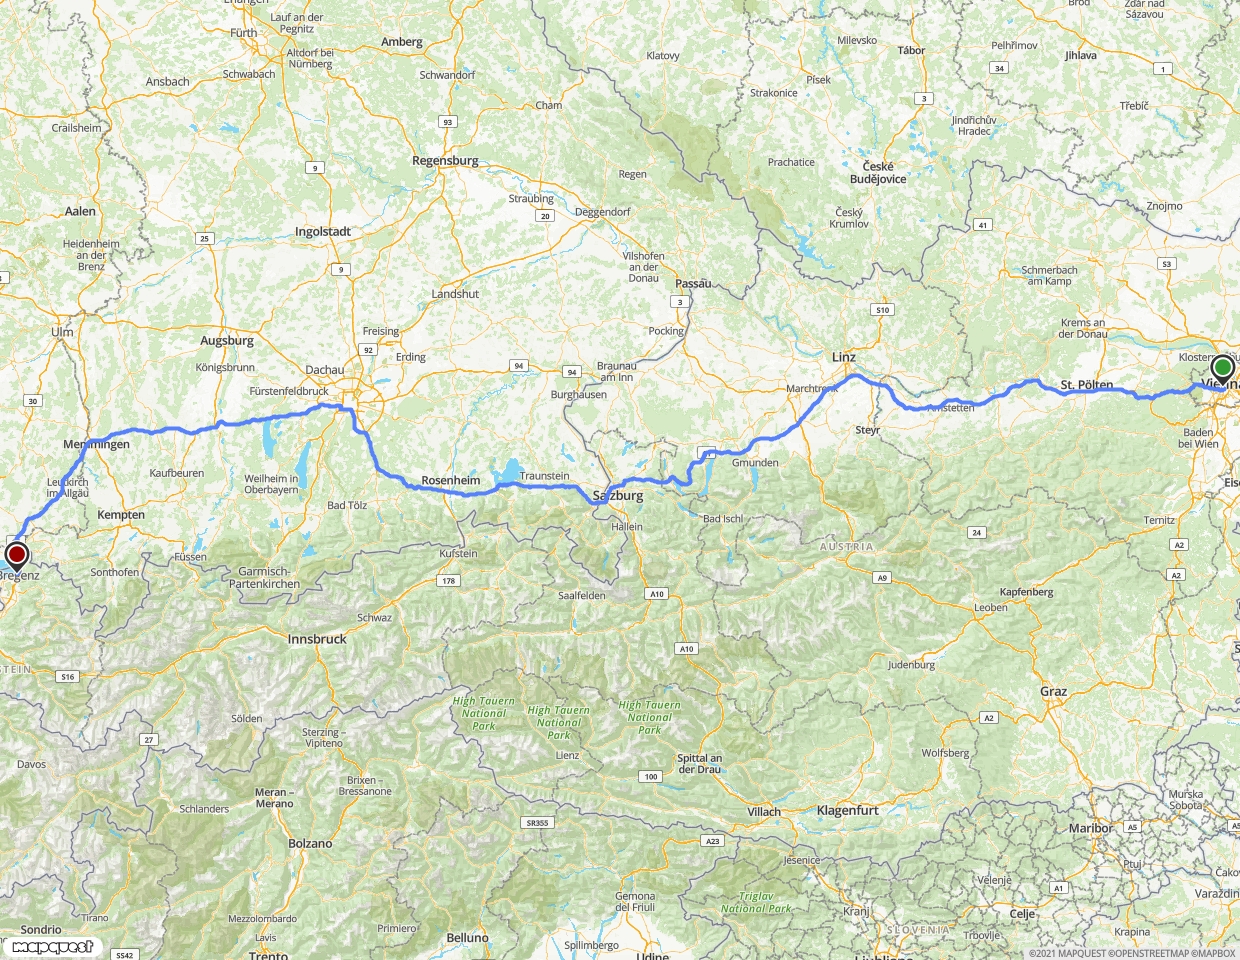 Erlangen
Brod
Žďár nad
Sázavou
Lauf an der
Pegnitz
Fürth
Amberg
Milevsko
Tábor
Pelhřimov
Jihlava
Altdorf bei
Nürnberg
Klatovy
34
1
Schwabach
Schwandorf
Ansbach
Písek
Strakonice
3
Třebíč
Cham
93
Crailsheim
Jindřichův
Hradec
Regensburg
Prachatice
9
České
Budějovice
Regen
Straubing
Aalen
20
Deggendorf
Český
Krumlov
Znojmo
41
Ingolstadt
25
Heidenheim
an der
Brenz
Vilshofen
an der
Donau
9
S3
Schmerbach
am Kamp
Passau
Landshut
3
S10
Ulm
Freising
Pocking
Krems an
der Donau
Augsburg
92
Erding
Linz
Königsbrunn
Dachau
94
94
Braunau
am Inn
Marchtrenk
St. Pölten
Vienna
Fürstenfeldbruck
Burghausen
30
Amstetten
Steyr
Baden
bei Wien
Memmingen
Gmunden
Kaufbeuren
Weilheim in
Oberbayern
Rosenheim
Traunstein
Leutkirch
im Allgäu
Salzburg
Bad Tölz
Kempten
Hallein
Bad Ischl
Ternitz
24
A2
Füssen
Kufstein
AUSTRIA
Bregenz
Sonthofen
Garmisch-
Partenkirchen
178
A9
A2
Saalfelden
A10
Kapfenberg
Leoben
Schwaz
Innsbruck
A10
Judenburg
S16
Graz
High Tauern
National
Park
High Tauern
National
Park
High Tauern
National
Park
Sölden
A2
Sterzing –
Vipiteno
27
Wolfsberg
Davos
Lienz
Spittal an
der Drau
100
Brixen –
Bressanone
Meran –
Merano
Schlanders
Murska
Sobota
Villach
Klagenfurt
SR355
Maribor
A5
Bolzano
A23
Jesenice
Ptuj
Velenje
A1
Gemona
del Friuli
Triglav
National Park
Varaždin
Kranj
Celje
Tirano
Mezzolombardo
Primiero
Sondrio
SLOVENIA
Trbovlje
Krapina
Lavis
Belluno
Spilimbergo
mapquest
SS42
Trento
Udine
Ljubljana
©2021 MAPQUEST ©OPENSTREETMAP ©MAPBOX